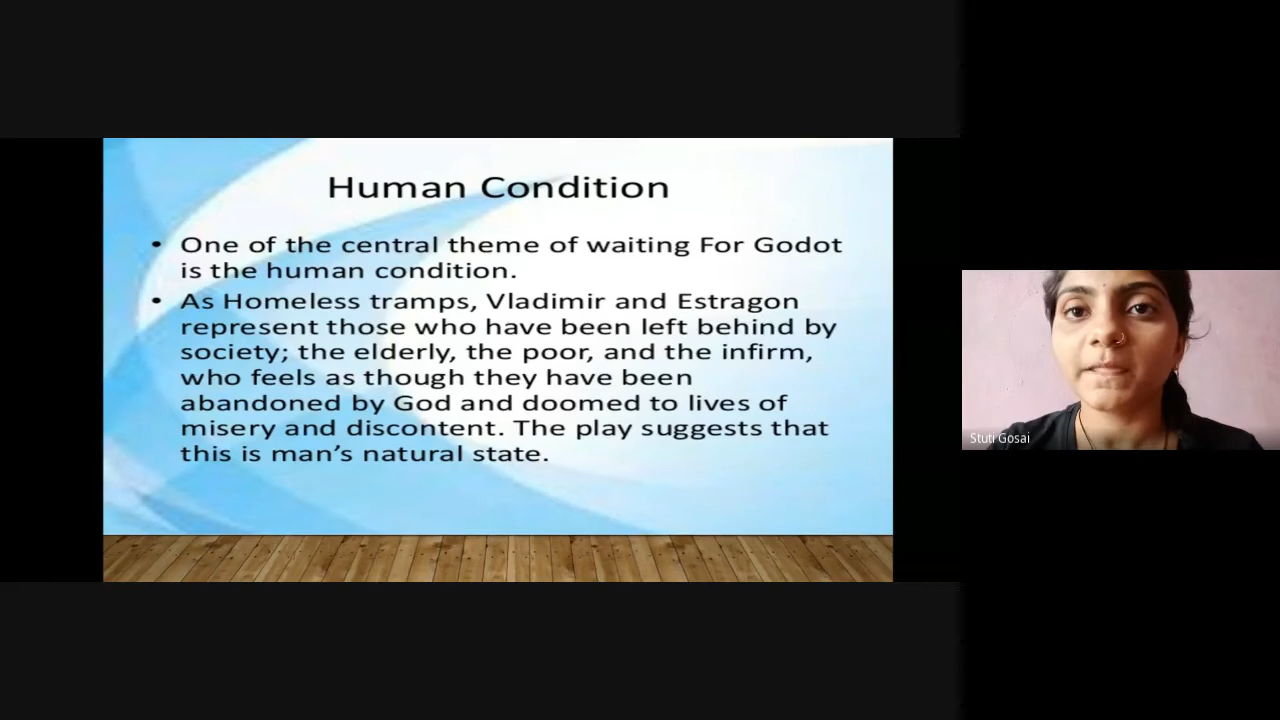 Human Condition
• One of the central theme of waiting For Godot
is the human condition.
• As Homeless tramps, Vladimir and Estragon
represent those who have been left behind by
society; the elderly, the poor, and the infirm,
who feels as though they have been
abandoned by God and doomed to lives of
misery and discontent. The play suggests that
this is man’s natural state.
Stuti Gosai